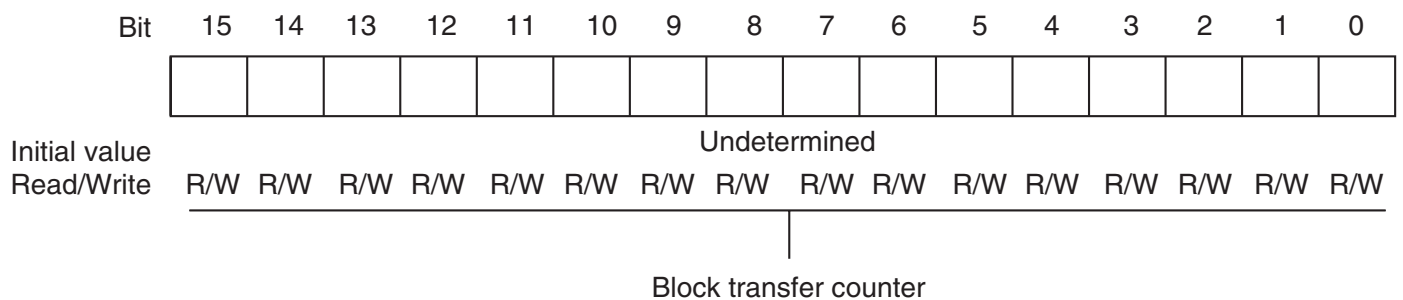 Bit 15 14 13 12 11 10 9 8 7 6 5 4 3 2 1 0
Undetermined
Initial value
Read/Write R/W R/W R/W R/W R/W R/W R/W R/W R/W R/W R/W R/W R/W R/W R/W R/W
Block transfer counter